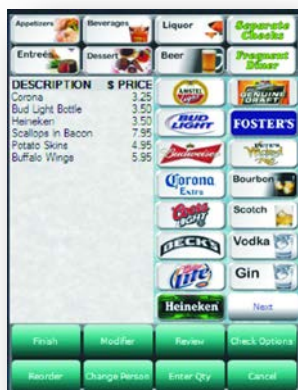 Appetizers
Beverages
Liquor
Separate
Checks
Entrees
Dessert
Beer
Frequent
Diner
DESCRIPTION $ PRICE
Corona 3.25
Bud Light Bottle 3.50
Heineken 3.50
Scallops in Bacon 7.95
Potato Skins 4.95
Buffalo Wings 5.95
AMSTEL
Light
GENUINE
DRAFT
BUD
LIGHT
FOSTER'S
Budweiser
Corona
Extra
Bourbon
Coors
LIGHT
Scotch
BECK'S
Vodka
Lite
Gin
Heineken
Next
Finish
Modifier
Review
Check Options
Reorder
Change Person
Enter Qty
Cancel